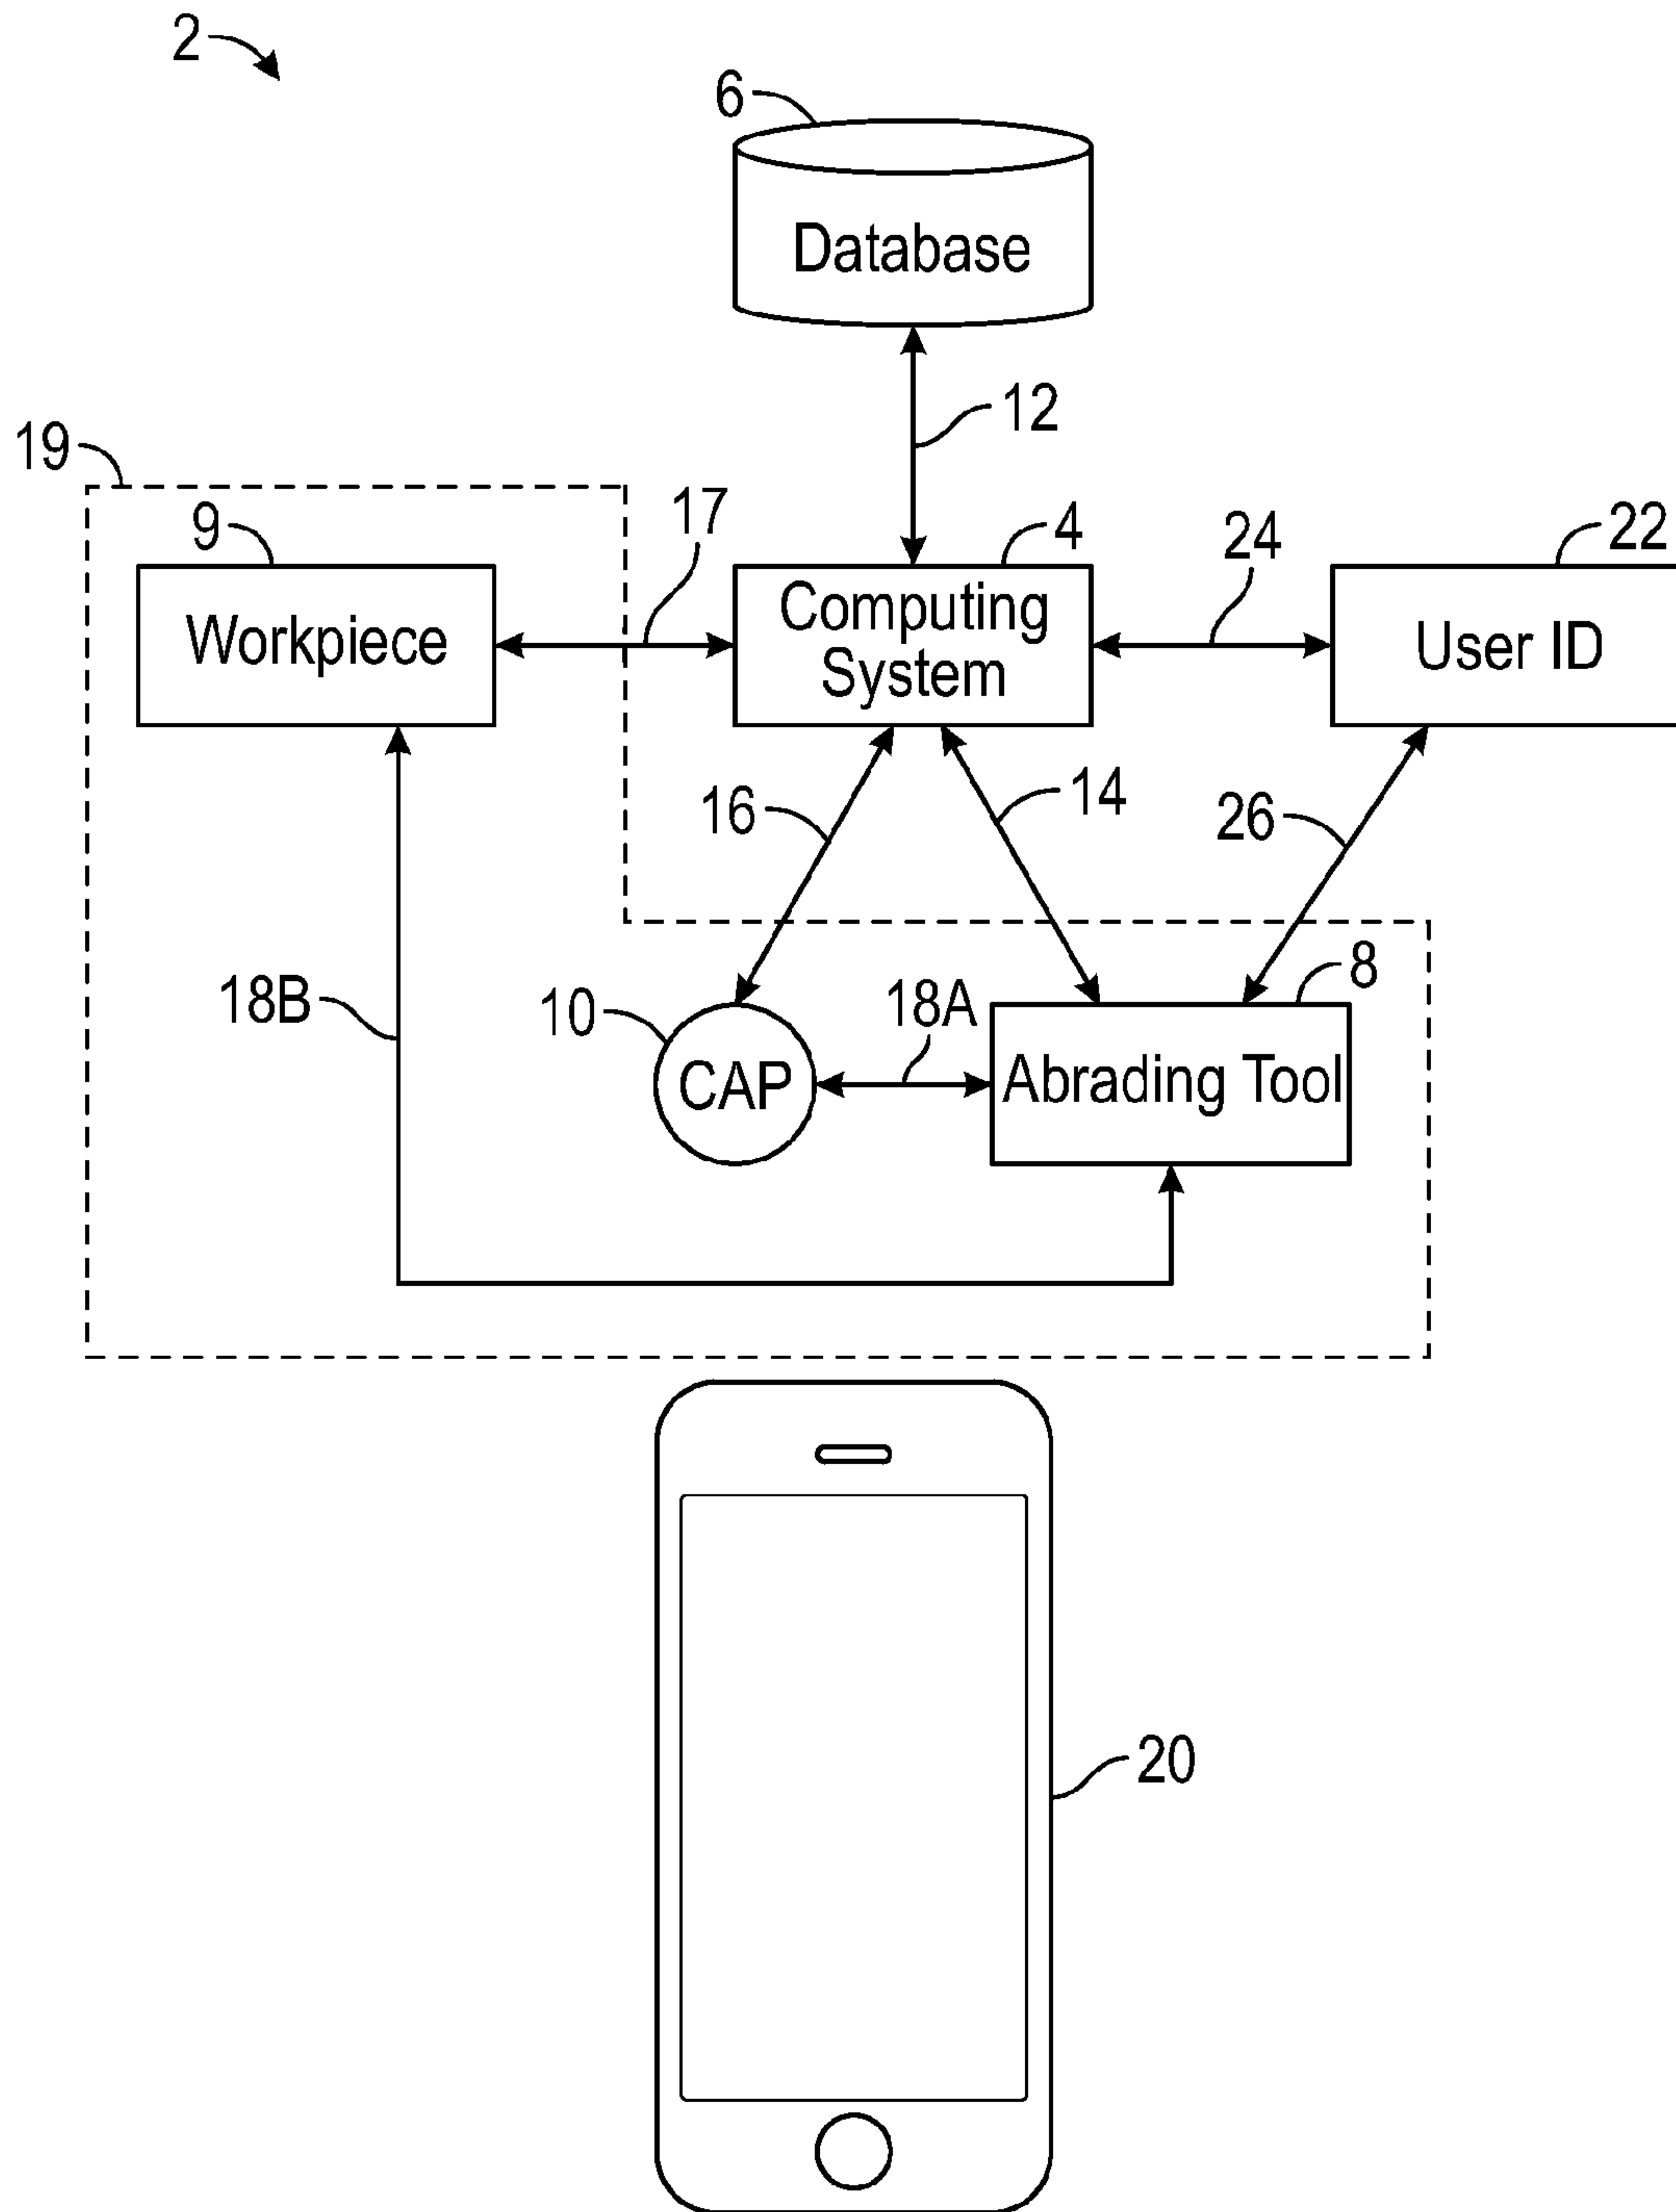 2
6
Database
12
19
9
17
4
24
22
Workpiece
Computing
System
User ID
16
14
26
18B
10
18A
8
CAP
Abrading Tool
20